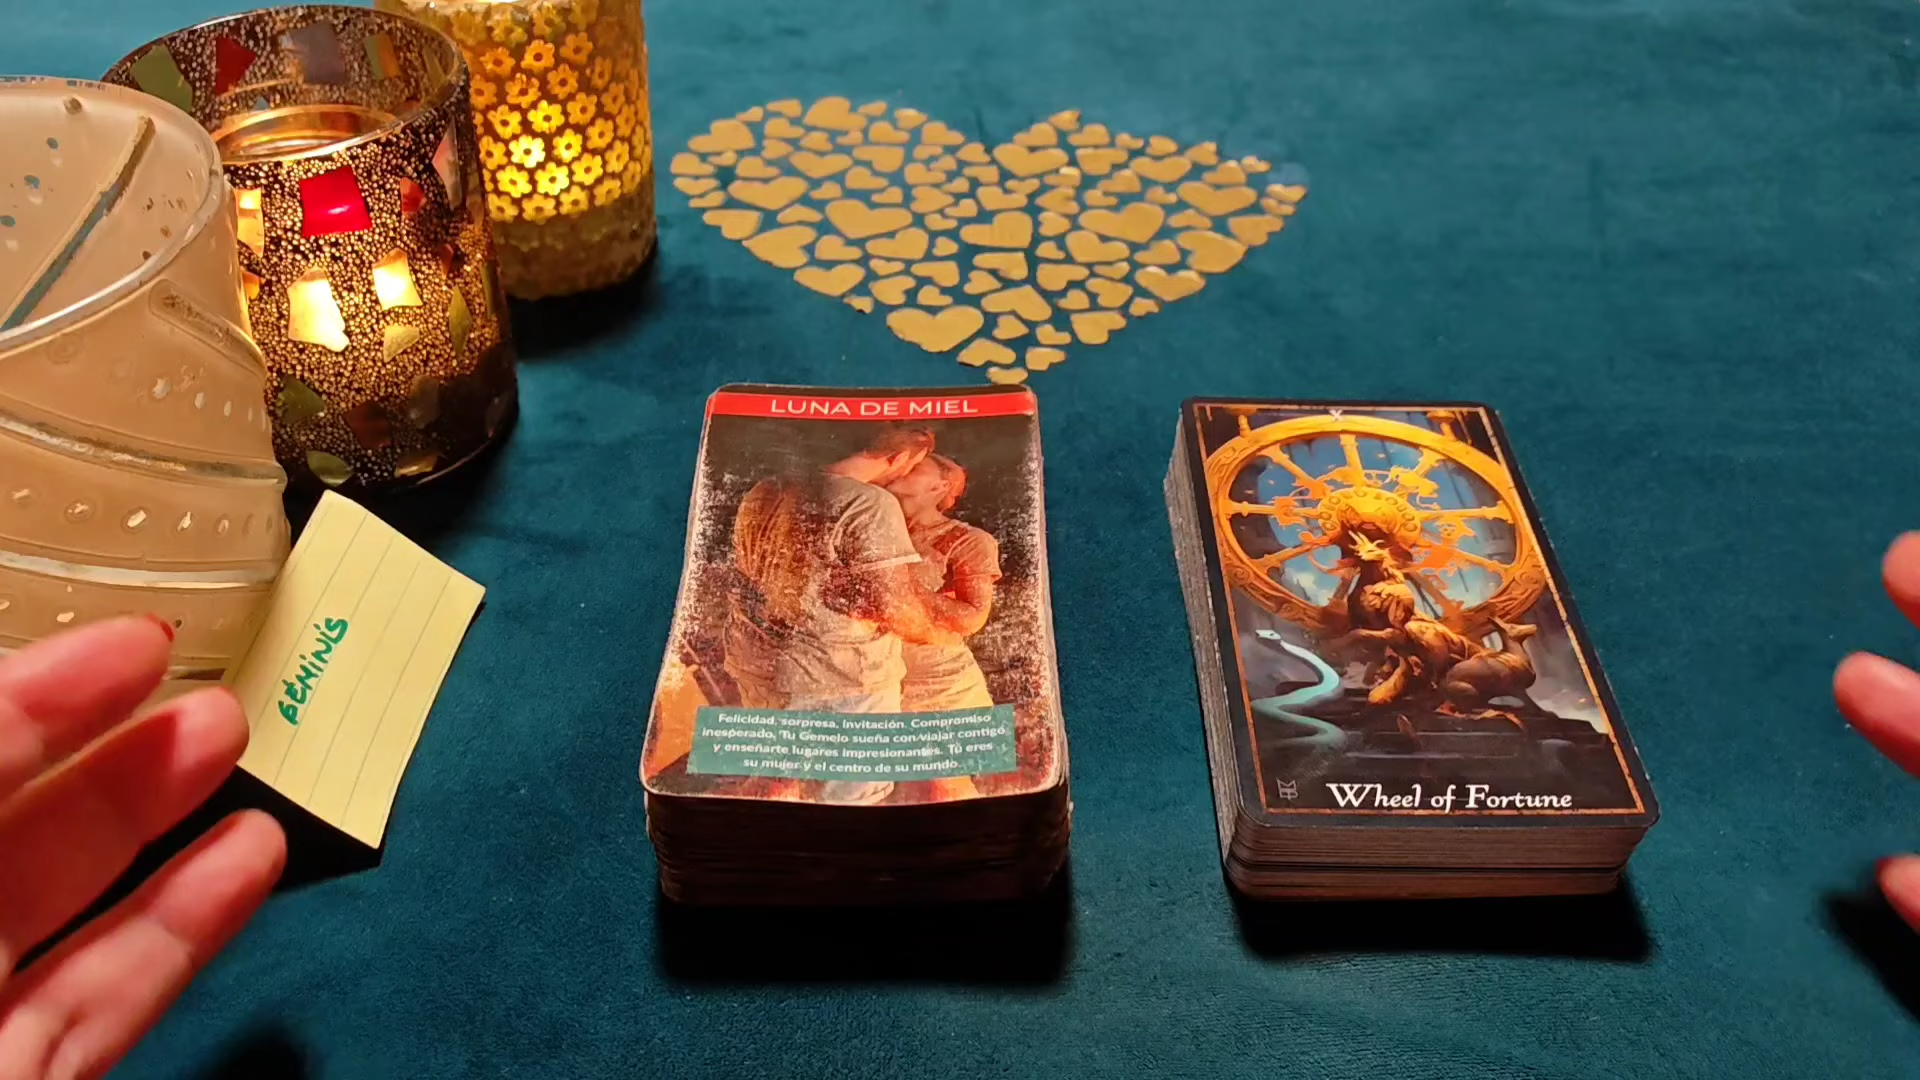 LUNA DE MIEL
Felicidad, sorpresa, invitación. Compromiso
inesperado. Tu Gemelo sueña con viajar contigo
y enseñarte lugares impresionantes. Tú eres
su mujer y el centro de su mundo.
GÉMINIS
X
Wheel of Fortune